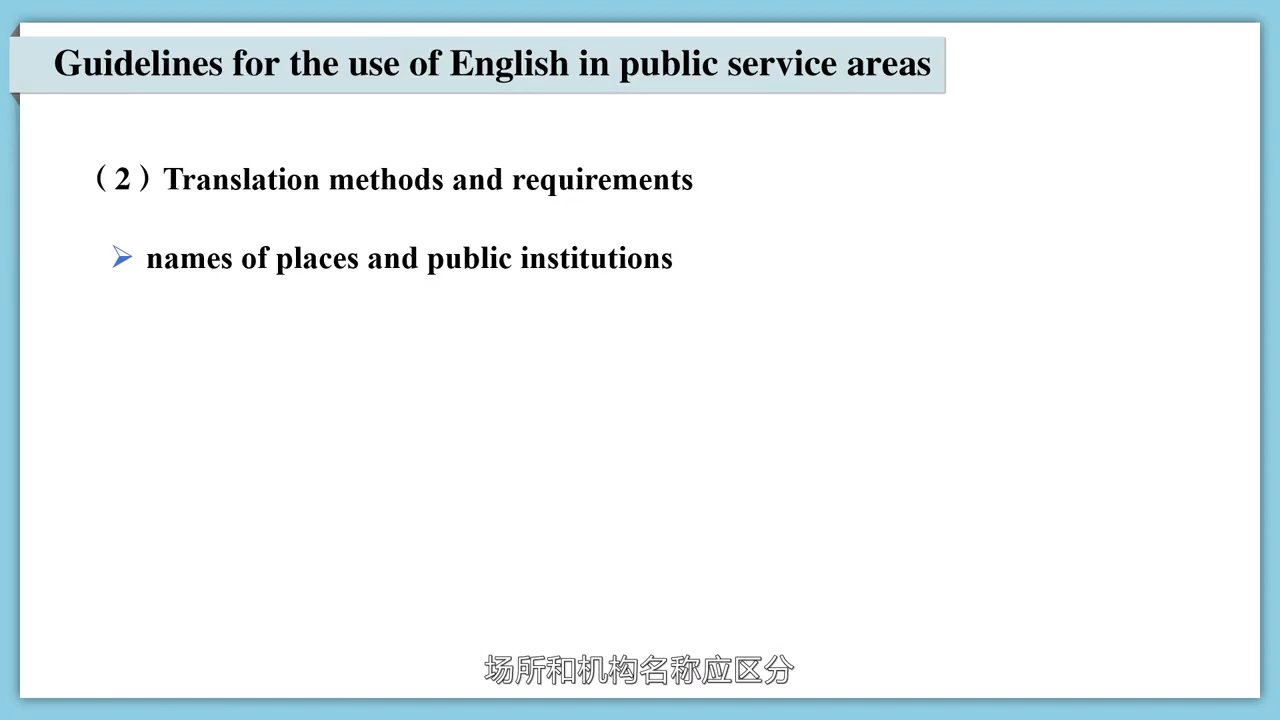 Guidelines for the use of English in public service areas
（2）Translation methods and requirements
names of places and public institutions
场所和机构名称应区分